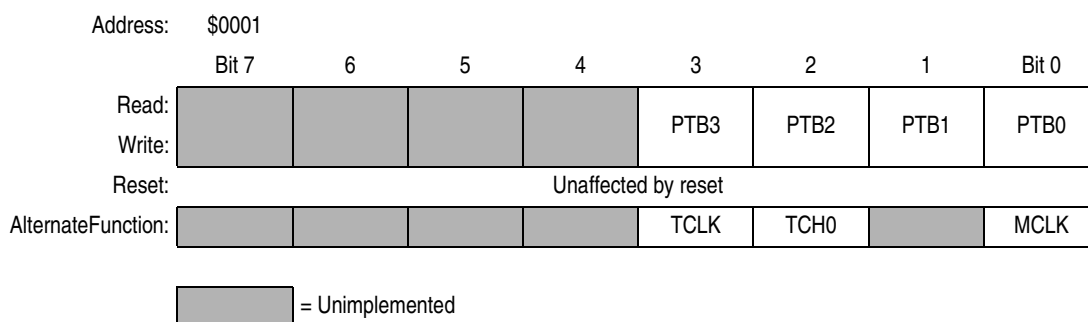 Address: $0001
Bit 7 6 5 4 3 2 1 Bit 0
Read:
PTB3 PTB2 PTB1 PTB0
Write:
Reset: Unaffected by reset
AlternateFunction: TCLK TCH0 MCLK
= Unimplemented